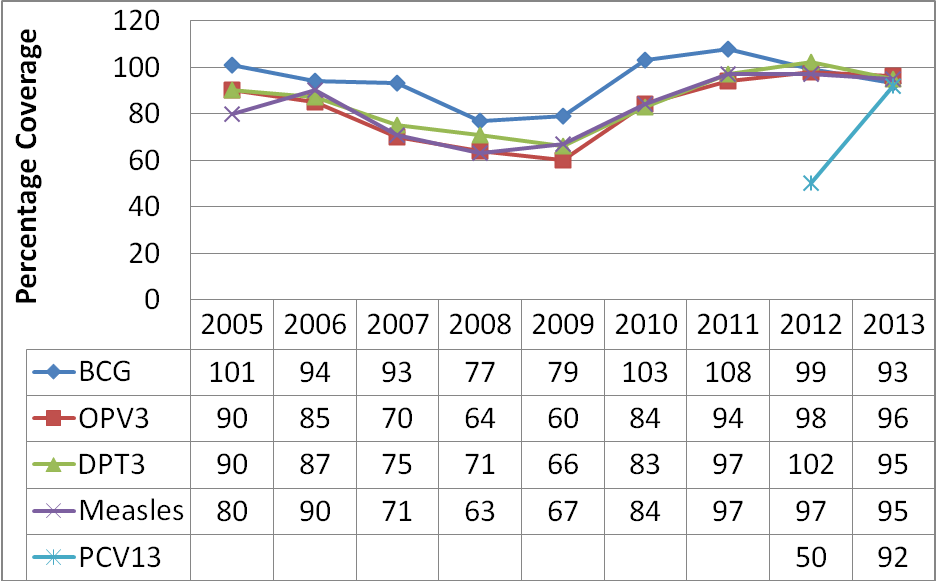 Percentage Coverage
120
100
80
60
40
20
0
2005 2006 2007 2008 2009 2010 2011 2012 2013
BCG 101 94 93 77 79 103 108 99 93
OPV3 90 85 70 64 60 84 94 98 96
DPT3 90 87 75 71 66 83 97 102 95
Measles 80 90 71 63 67 84 97 97 95
PCV13 50 92